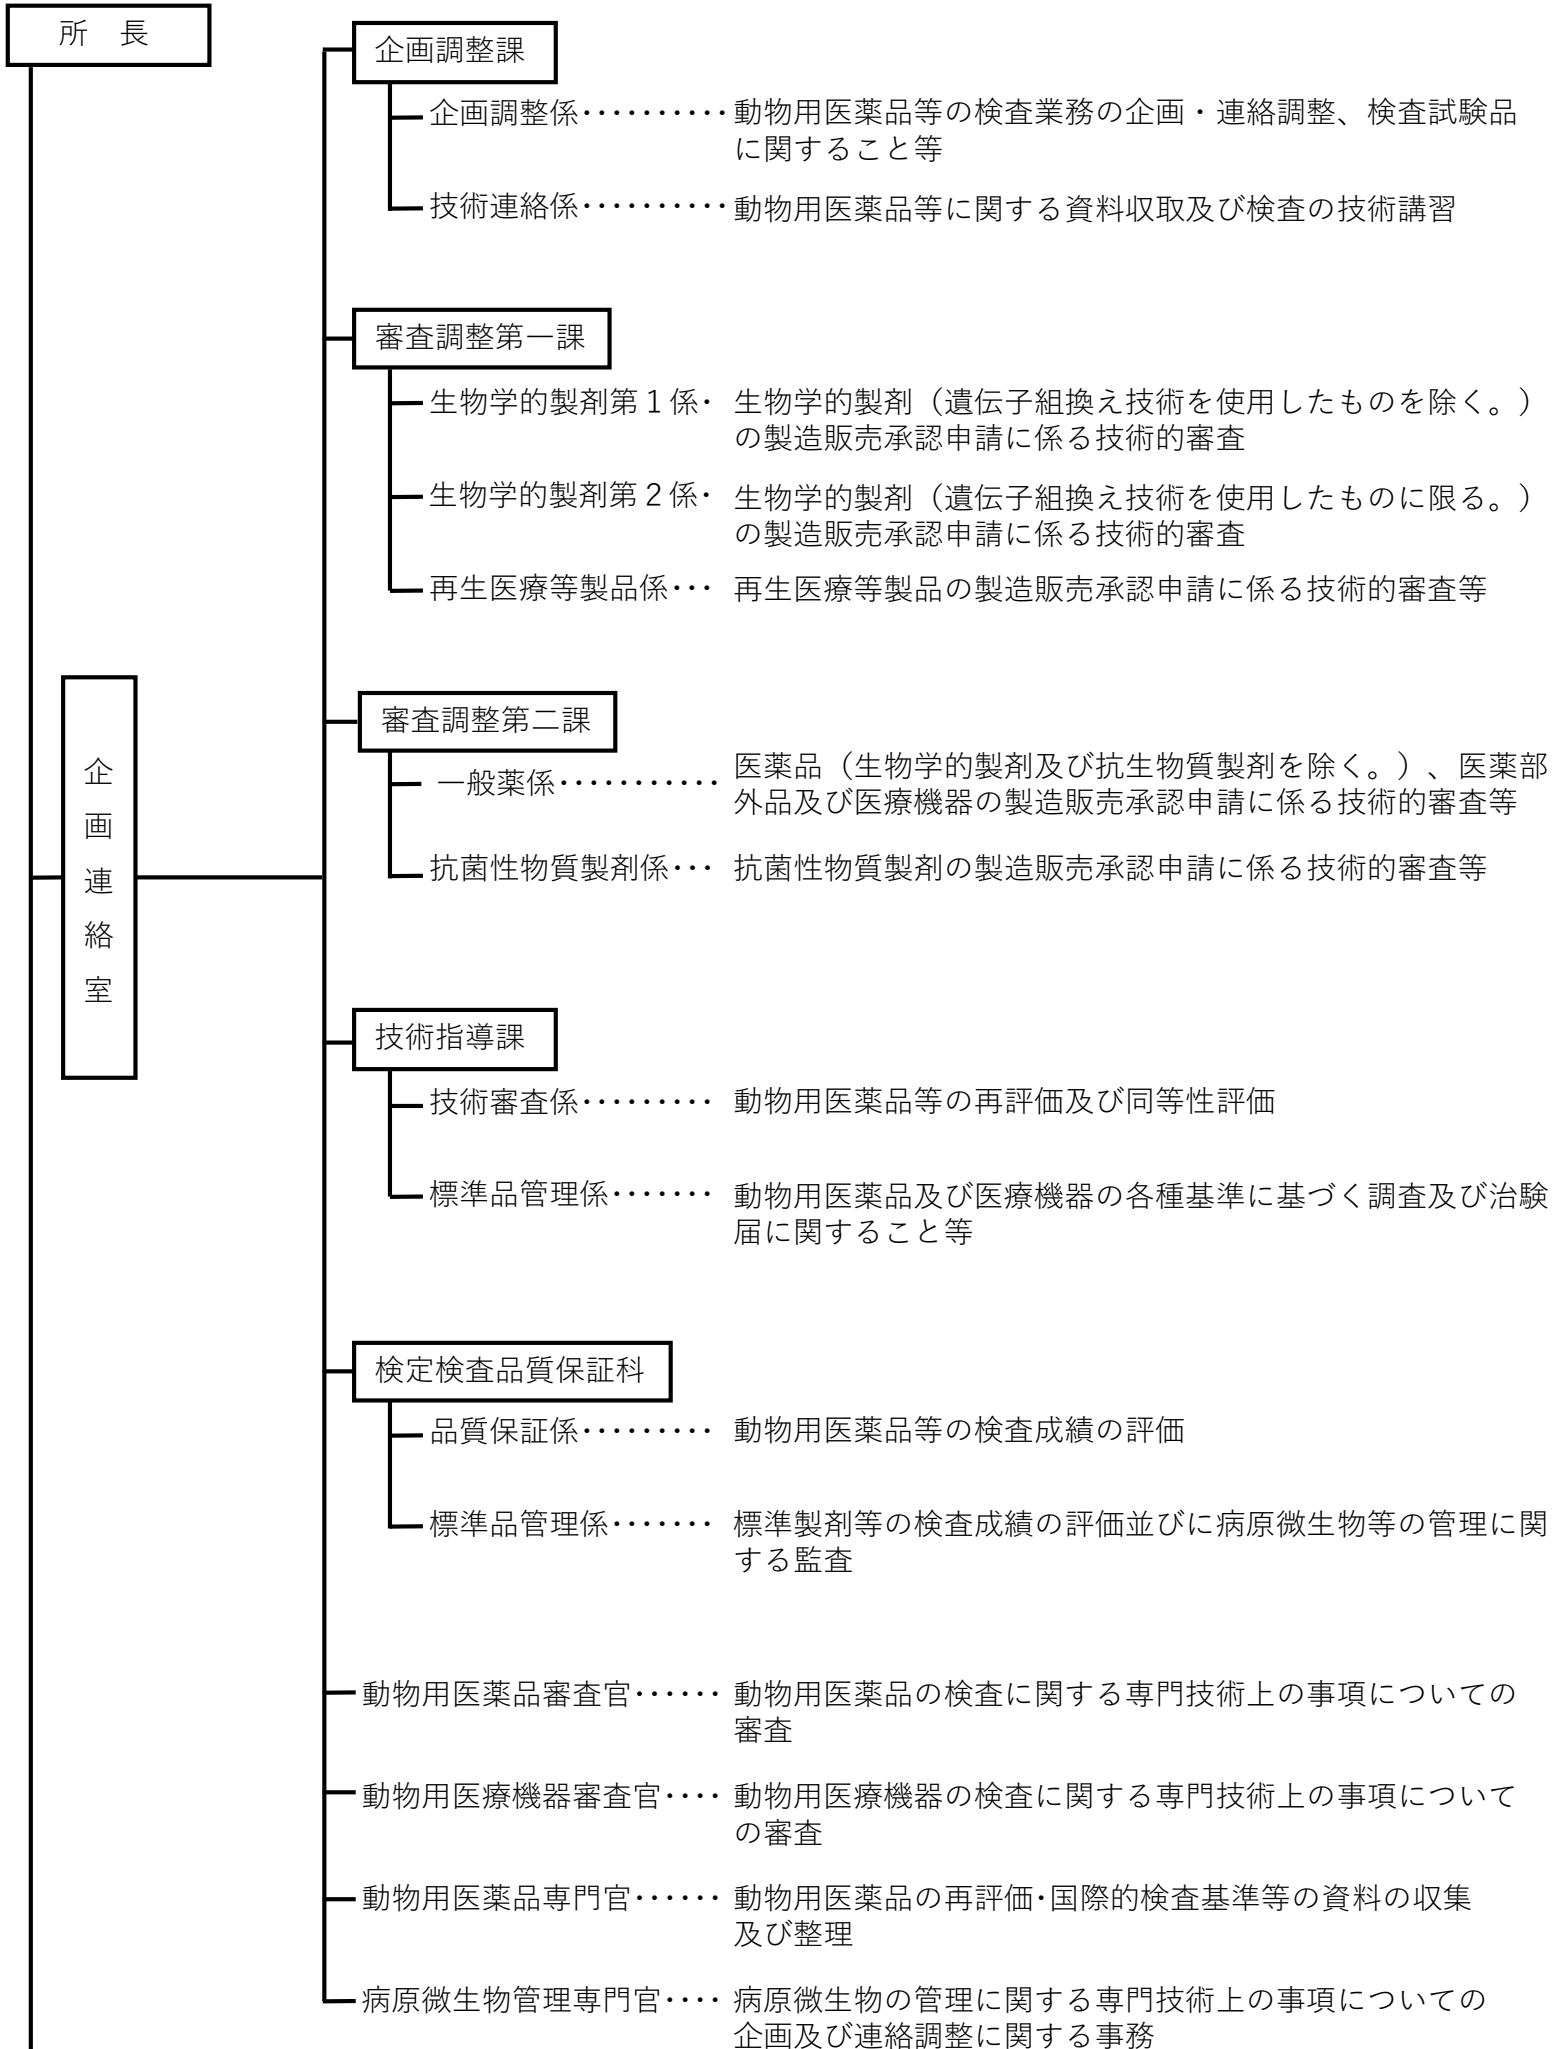 所　長
企画連絡室
企画調整課
企画調整係・・・・・・・・・・動物用医薬品等の検査業務の企画・連絡調整、検査試験品
に関すること等
技術連絡係・・・・・・・・・・動物用医薬品等に関する資料収取及び検査の技術講習
審査調整第一課
生物学的製剤第１係・ 生物学的製剤（遺伝子組換え技術を使用したものを除く。）
の製造販売承認申請に係る技術的審査
生物学的製剤第２係・ 生物学的製剤（遺伝子組換え技術を使用したものに限る。）
の製造販売承認申請に係る技術的審査
再生医療等製品係・・・ 再生医療等製品の製造販売承認申請に係る技術的審査等
審査調整第二課
一般薬係・・・・・・・・・・・ 医薬品（生物学的製剤及び抗生物質製剤を除く。）、医薬部
外品及び医療機器の製造販売承認申請に係る技術的審査等
抗菌性物質製剤係・・・ 抗菌性物質製剤の製造販売承認申請に係る技術的審査等
技術指導課
技術審査係・・・・・・・・・ 動物用医薬品等の再評価及び同等性評価
標準品管理係・・・・・・・ 動物用医薬品及び医療機器の各種基準に基づく調査及び治験
届に関すること等
検定検査品質保証科
品質保証係・・・・・・・・・ 動物用医薬品等の検査成績の評価
標準品管理係・・・・・・・ 標準製剤等の検査成績の評価並びに病原微生物等の管理に関
する監査
動物用医薬品審査官・・・・・・ 動物用医薬品の検査に関する専門技術上の事項についての
審査
動物用医療機器審査官・・・・ 動物用医療機器の検査に関する専門技術上の事項について
の審査
動物用医薬品専門官・・・・・・ 動物用医薬品の再評価・国際的検査基準等の資料の収集
及び整理
病原微生物管理専門官・・・・ 病原微生物の管理に関する専門技術上の事項についての
企画及び連絡調整に関する事務